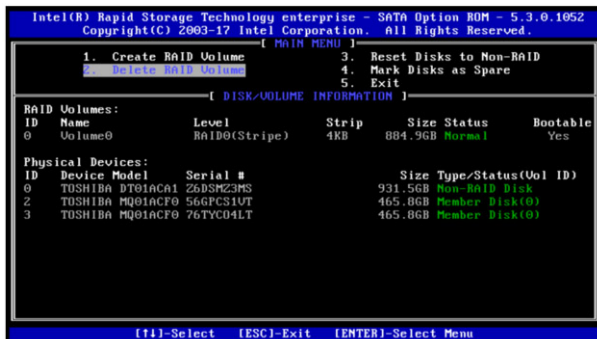 Intel(R) Rapid Storage Technology enterprise - SATA Option ROM - 5.3.0.1052
Copyright(C) 2003-17 Intel Corporation. All Rights Reserved.
[ MAIN MENU ]
1. Create RAID Volume 3. Reset Disks to Non-RAID
2. Delete RAID Volume 4. Mark Disks as Spare
5. Exit
[ DISK/VOLUME INFORMATION ]
RAID Volumes:
ID Name Level Strip Size Status Bootable
0 Volume0 RAID0(Stripe) 4KB 884.9GB Normal Yes
Physical Devices:
ID Device Model Serial # Size Type/Status(Vol ID)
0 TOSHIBA DT01ACA1 Z6DSMZ3MS 931.5GB Non-RAID Disk
2 TOSHIBA MQ01ACF0 56GPCS1VT 465.8GB Member Disk(0)
3 TOSHIBA MQ01ACF0 76TYCO4LT 465.8GB Member Disk(0)
[↑↓]-Select [ESC]-Exit [ENTER]-Select Menu